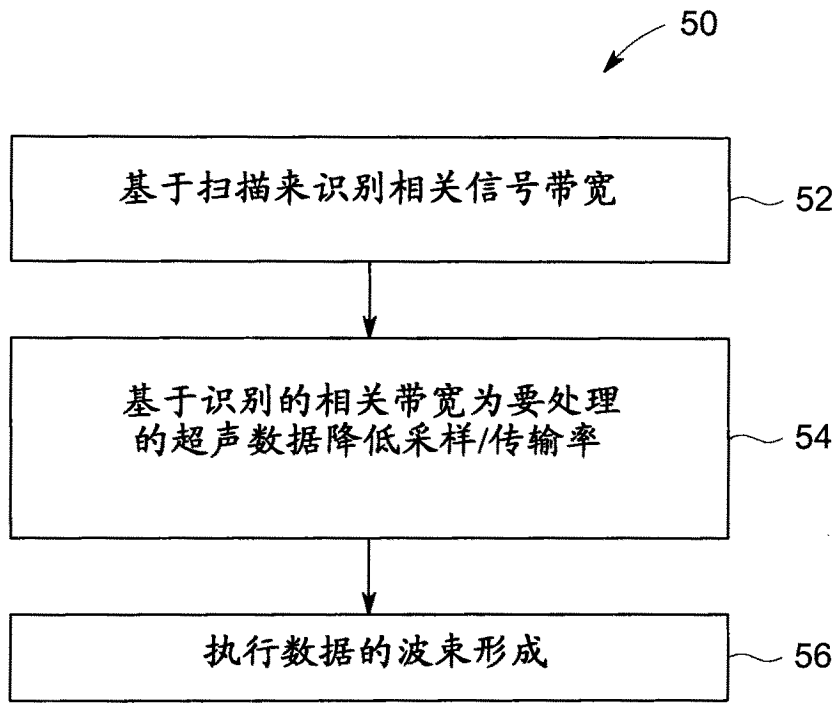 50
基于扫描来识别相关信号带宽
52
基于识别的相关带宽为要处理
的超声数据降低采样/传输率
54
执行数据的波束形成
56